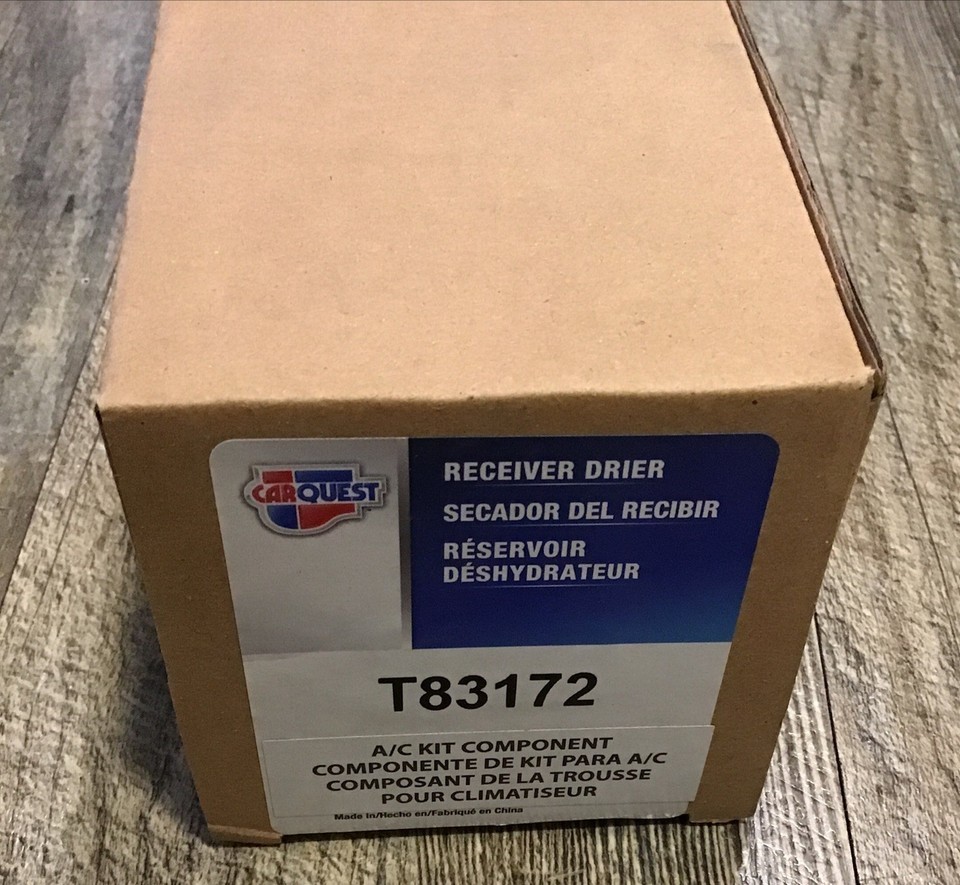 CARQUEST
RECEIVER DRIER
SECADOR DEL RECIBIR
RÉSERVOIR
DÉSHYDRATEUR
T83172
A/C KIT COMPONENT
COMPONENTE DE KIT PARA A/C
COMPOSANT DE LA TROUSSE
POUR CLIMATISEUR
Made in/Hecho en/Fabriqué en China